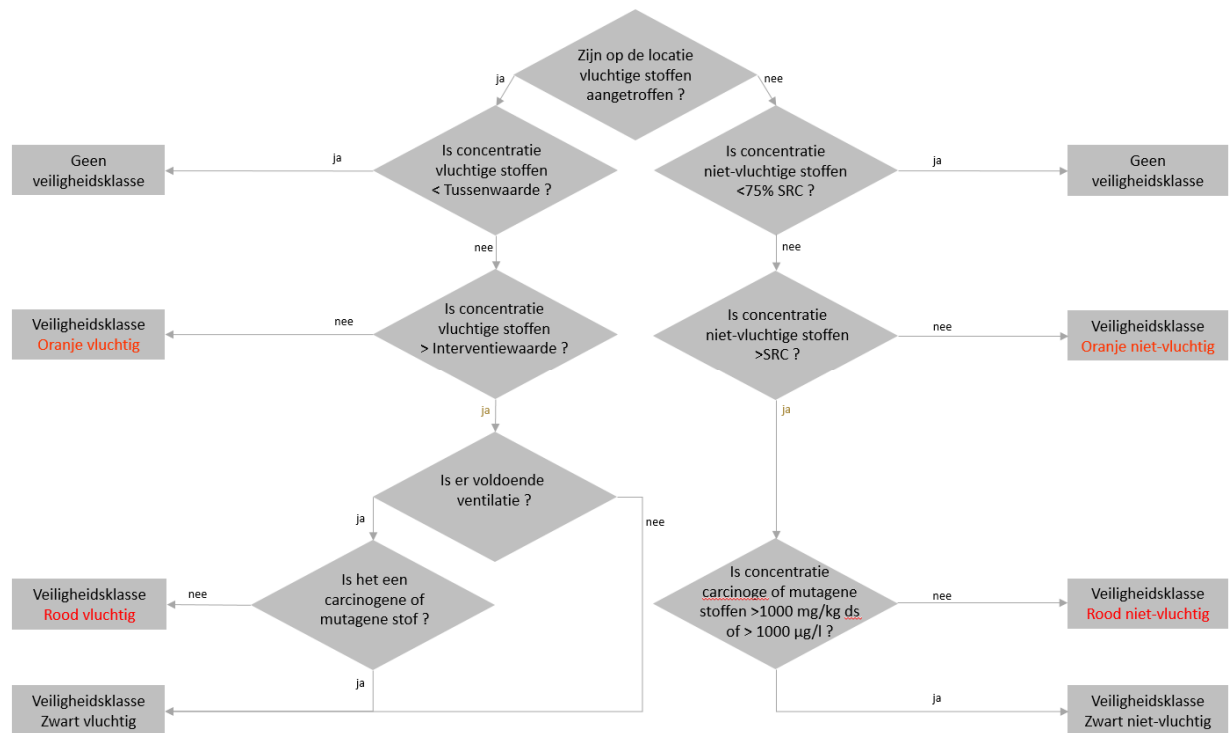 Zijn op de locatie
vluchtige stoffen
aangetroffen ?
ja
nee
Is concentratie
vluchtige stoffen
< Tussenwaarde ?
Is concentratie
niet-vluchtige stoffen
<75% SRC ?
Geen
veiligheidsklasse
ja
ja
Geen
veiligheidsklasse
nee
nee
Is concentratie
vluchtige stoffen
> Interventiewaarde ?
Is concentratie
niet-vluchtige stoffen
>SRC ?
Veiligheidsklasse
Oranje vluchtig
nee
nee
Veiligheidsklasse
Oranje niet-vluchtig
ja
ja
Is er voldoende
ventilatie ?
ja
nee
Is het een
carcinogene of
mutagene stof ?
Is concentratie
carcinoge of mutagene
stoffen >1000 mg/kg ds
of > 1000 µg/l ?
Veiligheidsklasse
Rood vluchtig
nee
nee
Veiligheidsklasse
Rood niet-vluchtig
ja
ja
Veiligheidsklasse
Zwart vluchtig
Veiligheidsklasse
Zwart niet-vluchtig